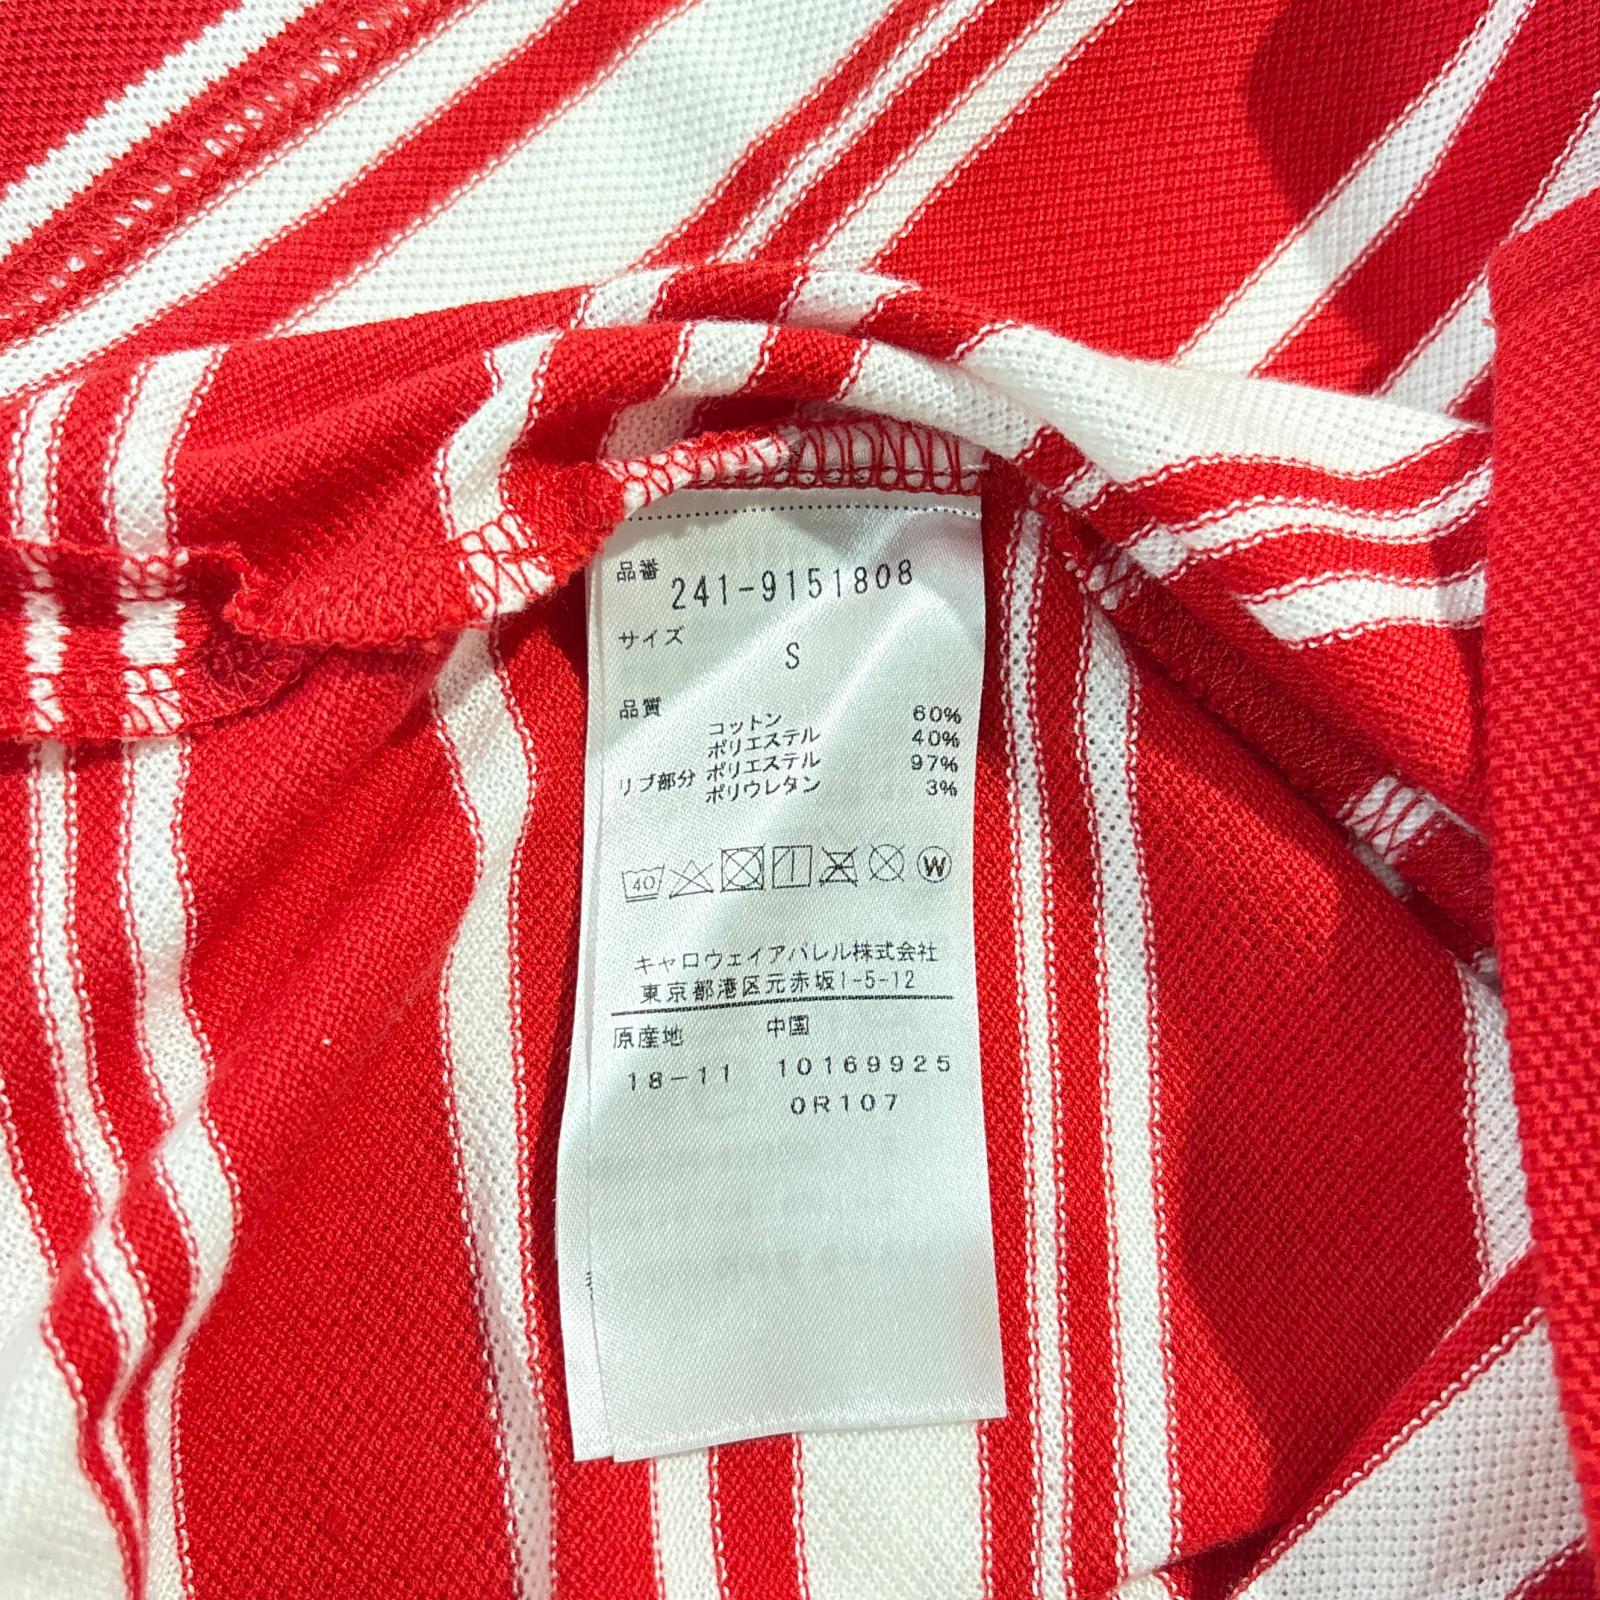 品番 241-9151808
サイズ
S
品質
コットン 60%
ポリエステル 40%
リブ部分 ポリエステル 97%
ポリウレタン 3%
40 W
キャロウェイアパレル株式会社
東京都港区元赤坂1-5-12
原産地 中国
18-11 10169925
0R107